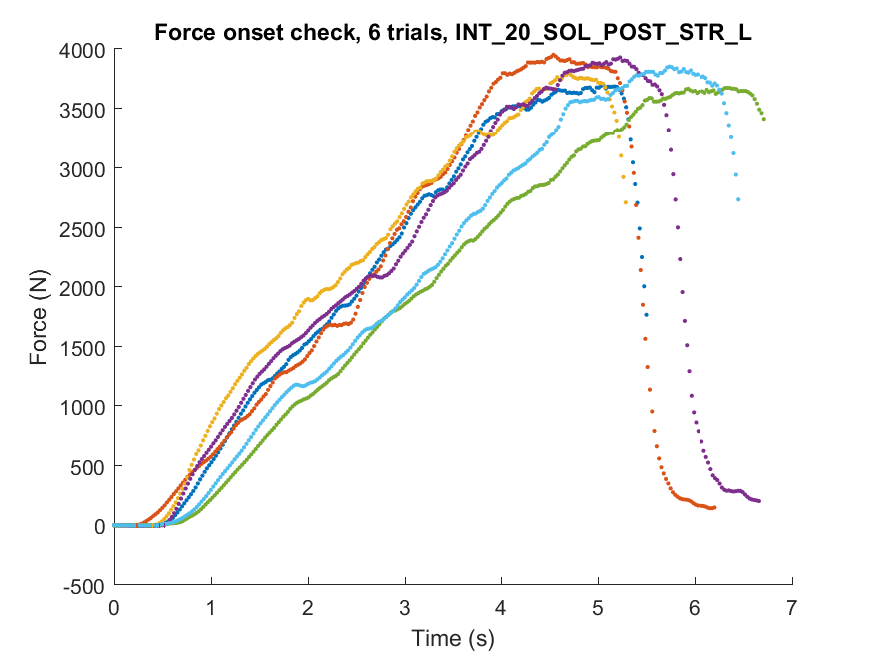 Force onset check, 6 trials, INT_20_SOL_POST_STR_L
4000
3500
3000
2500
2000
1500
1000
500
0
-500
Force (N)
0 1 2 3 4 5 6 7
Time (s)